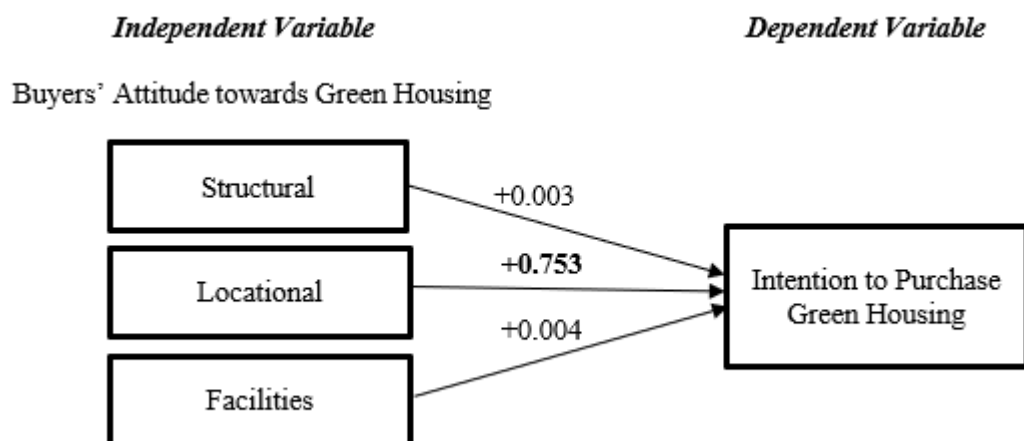 Independent Variable
Dependent Variable
Buyers’ Attitude towards Green Housing
Structural
+0.003
Locational
+0.753
Intention to Purchase
Green Housing
+0.004
Facilities